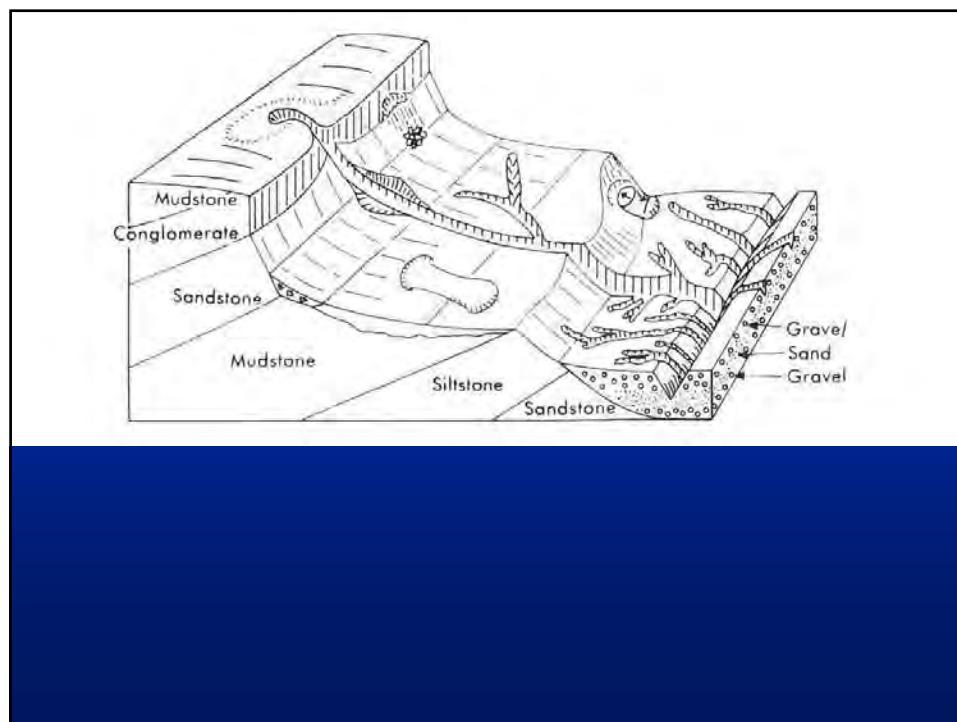 Mudstone
Conglomerate
Sandstone
Mudstone
Siltstone
Sandstone
Gravel
Sand
Gravel